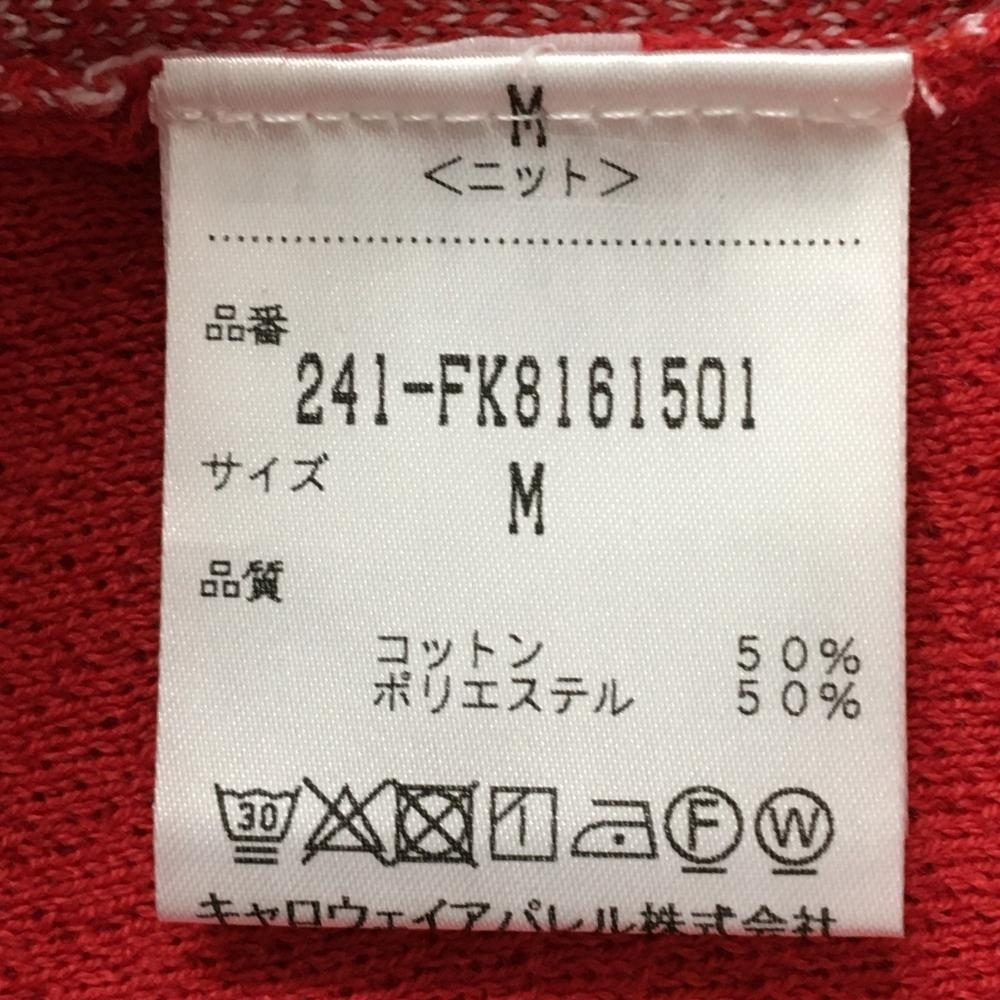 M
＜ニット＞
品番
241-FK8161501
サイズ
M
品質
コットン 50%
ポリエステル 50%
30 F W
キャロウェイアパレル株式会社